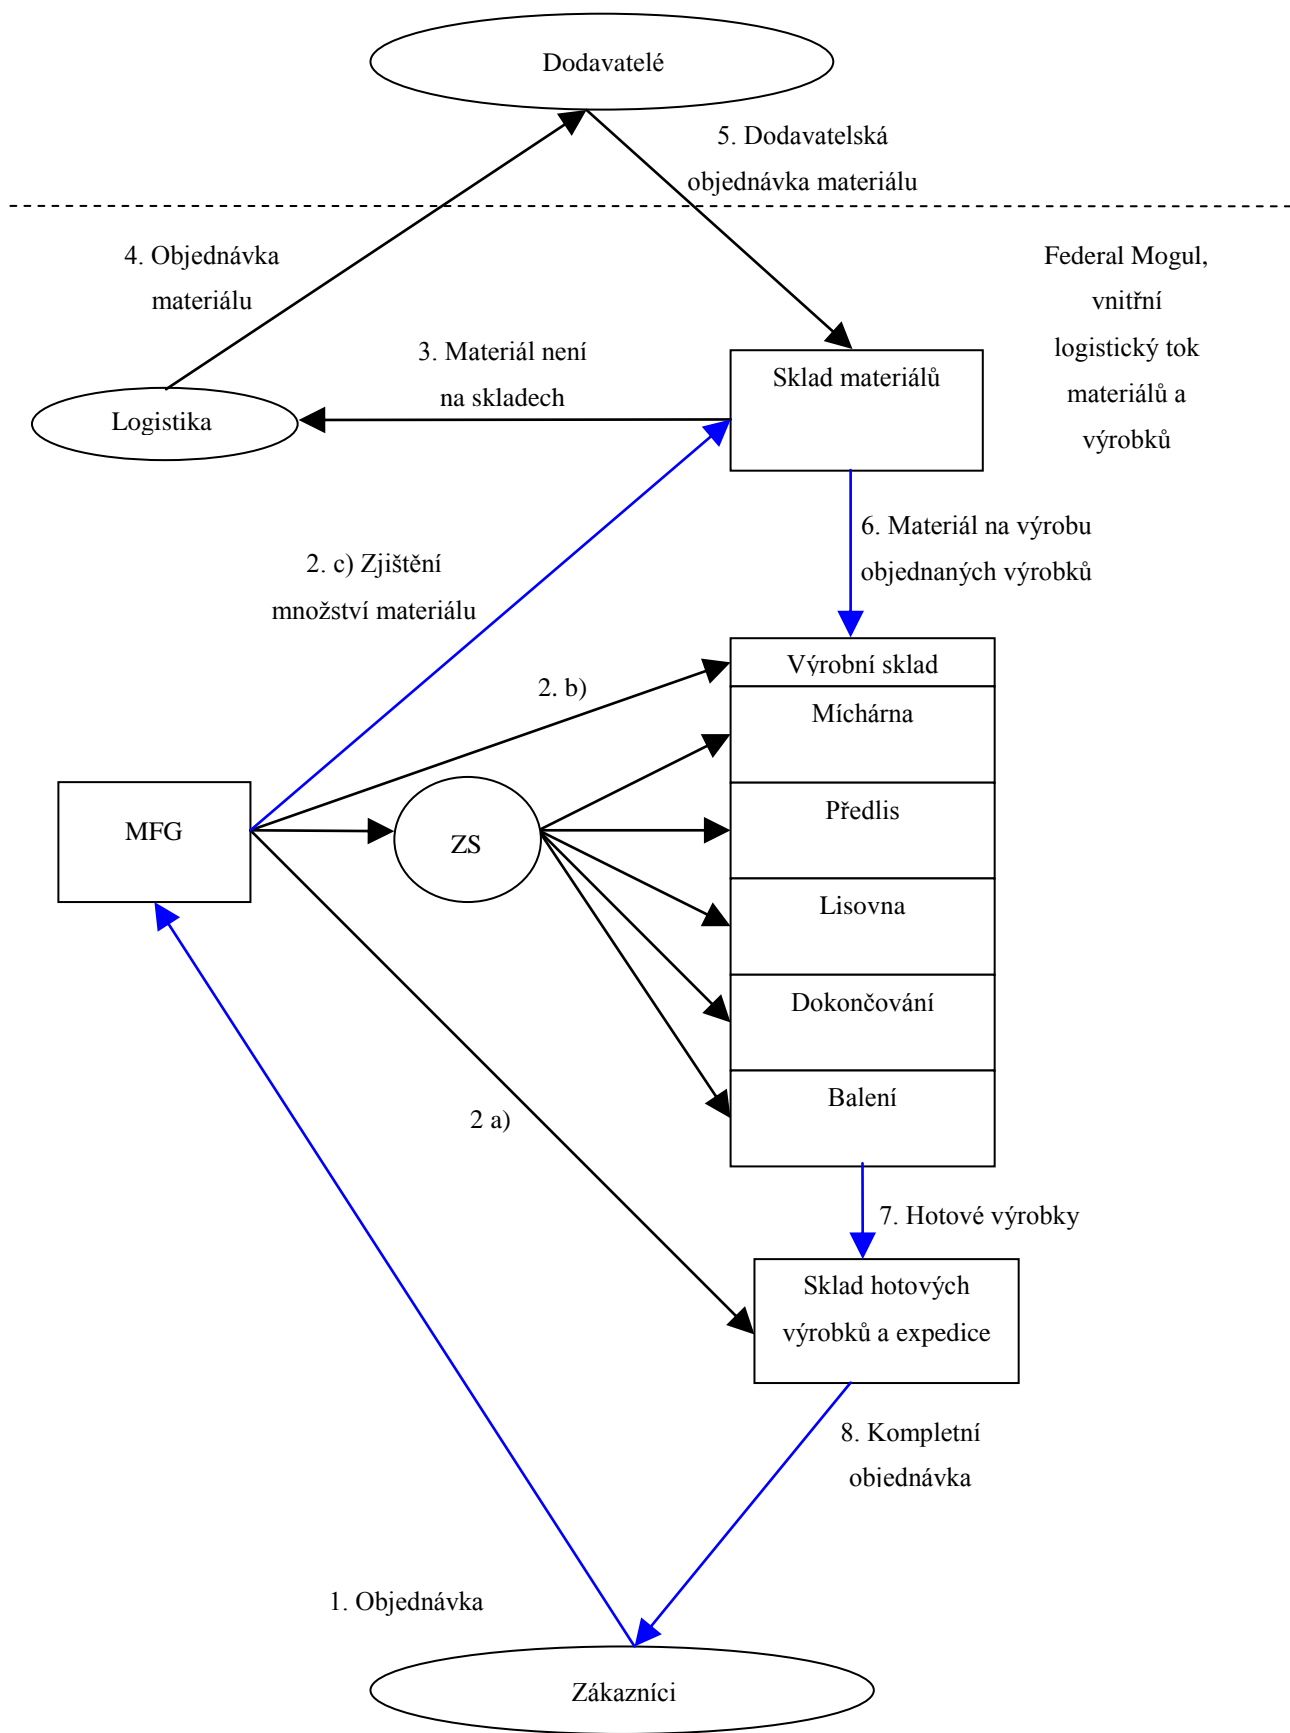 Dodavatelé
5. Dodavatelská
objednávka materiálu
4. Objednávka
materiálu
Federal Mogul,
vnitřní
logistický tok
materiálů a
výrobků
3. Materiál není
na skladech
Sklad materiálů
Logistika
6. Materiál na výrobu
objednaných výrobků
2. c) Zjištění
množství materiálu
Výrobní sklad
2. b)
Míchárna
MFG
ZS
Předlis
Lisovna
Dokončování
Balení
2 a)
7. Hotové výrobky
Sklad hotových
výrobků a expedice
8. Kompletní
objednávka
1. Objednávka
Zákazníci